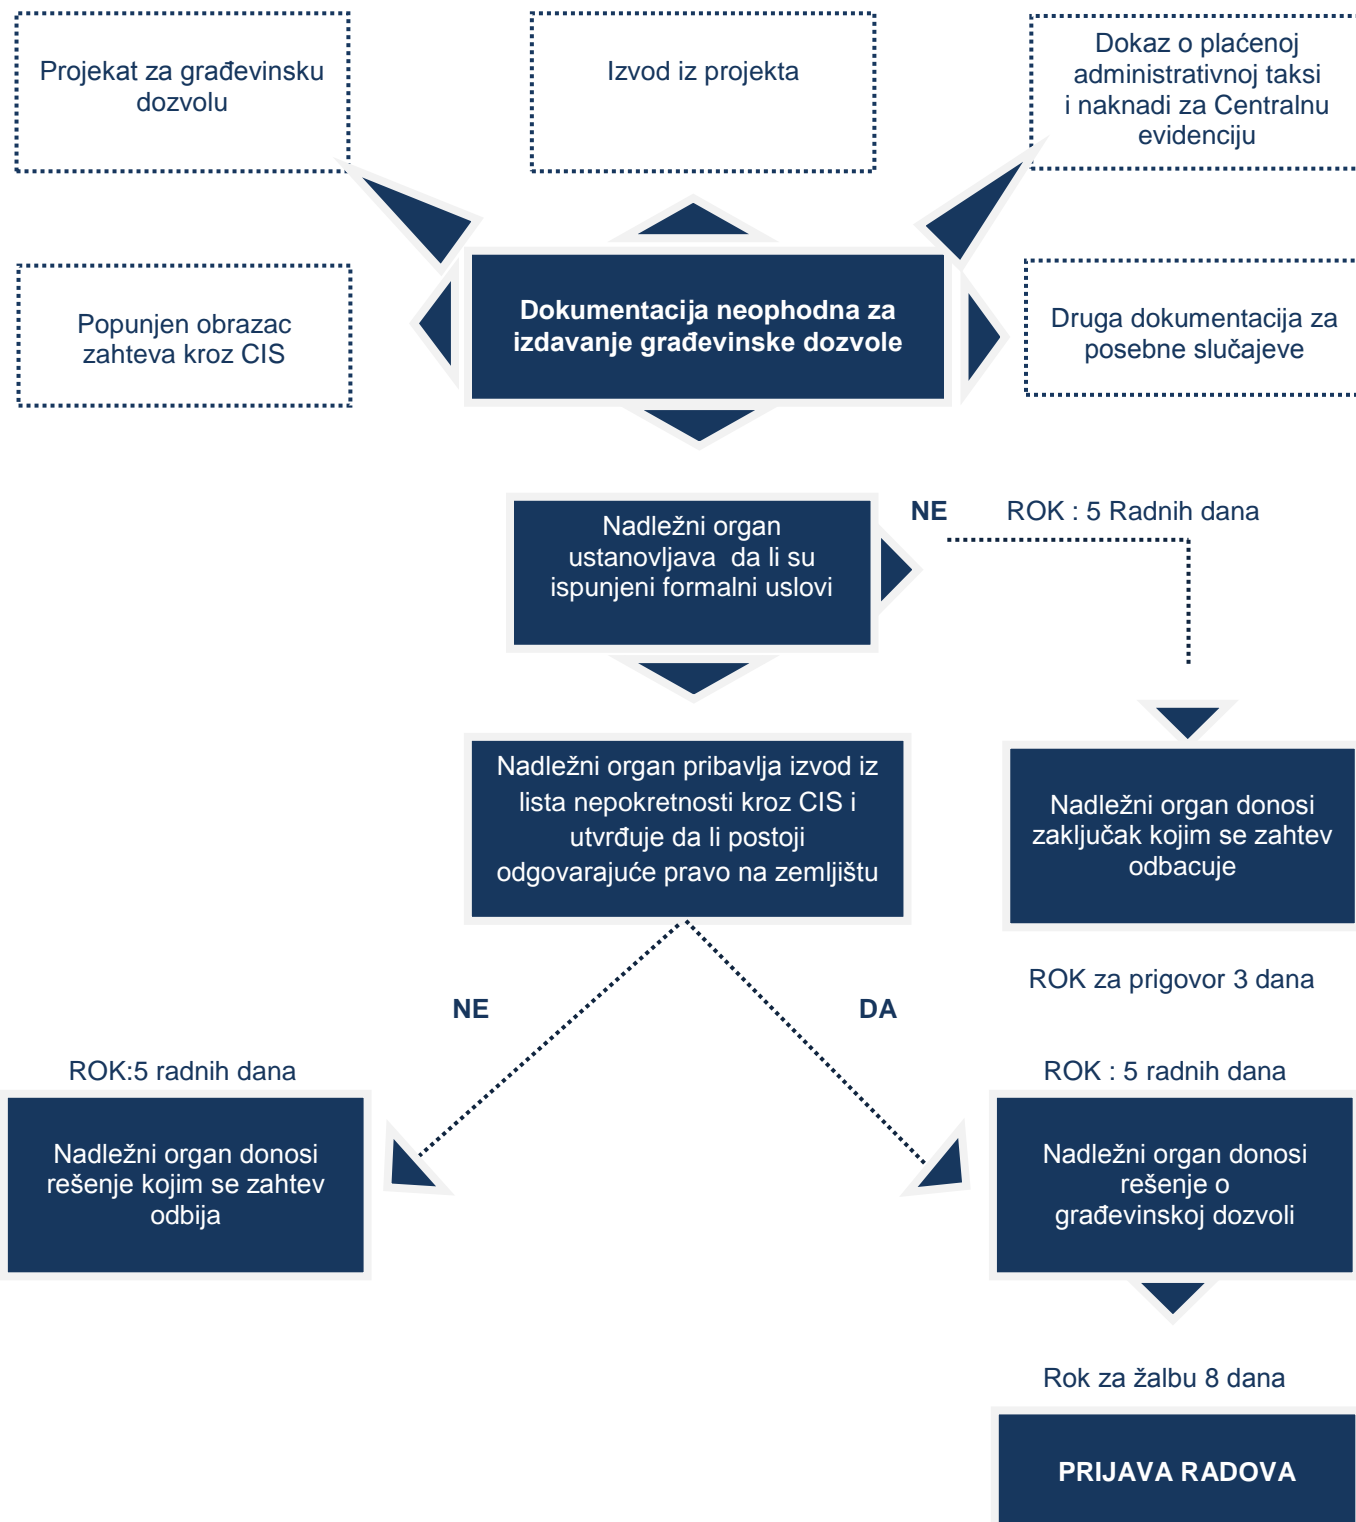 Projekat za građevinsku
dozvolu
Izvod iz projekta
Dokaz o plaćenoj
administrativnoj taksi
i naknadi za Centralnu
evidenciju
Popunjen obrazac
zahteva kroz CIS
Dokumentacija neophodna za
izdavanje građevinske dozvole
Druga dokumentacija za
posebne slučajeve
Nadležni organ
ustanovljava  da li su
ispunjeni formalni uslovi
NE
ROK : 5 Radnih dana
Nadležni organ pribavlja izvod iz
lista nepokretnosti kroz CIS i
utvrđuje da li postoji
odgovarajuće pravo na zemljištu
Nadležni organ donosi
zaključak kojim se zahtev
odbacuje
ROK za prigovor 3 dana
NE
DA
ROK:5 radnih dana
Nadležni organ donosi
rešenje kojim se zahtev
odbija
ROK : 5 radnih dana
Nadležni organ donosi
rešenje o
građevinskoj dozvoli
Rok za žalbu 8 dana
PRIJAVA RADOVA